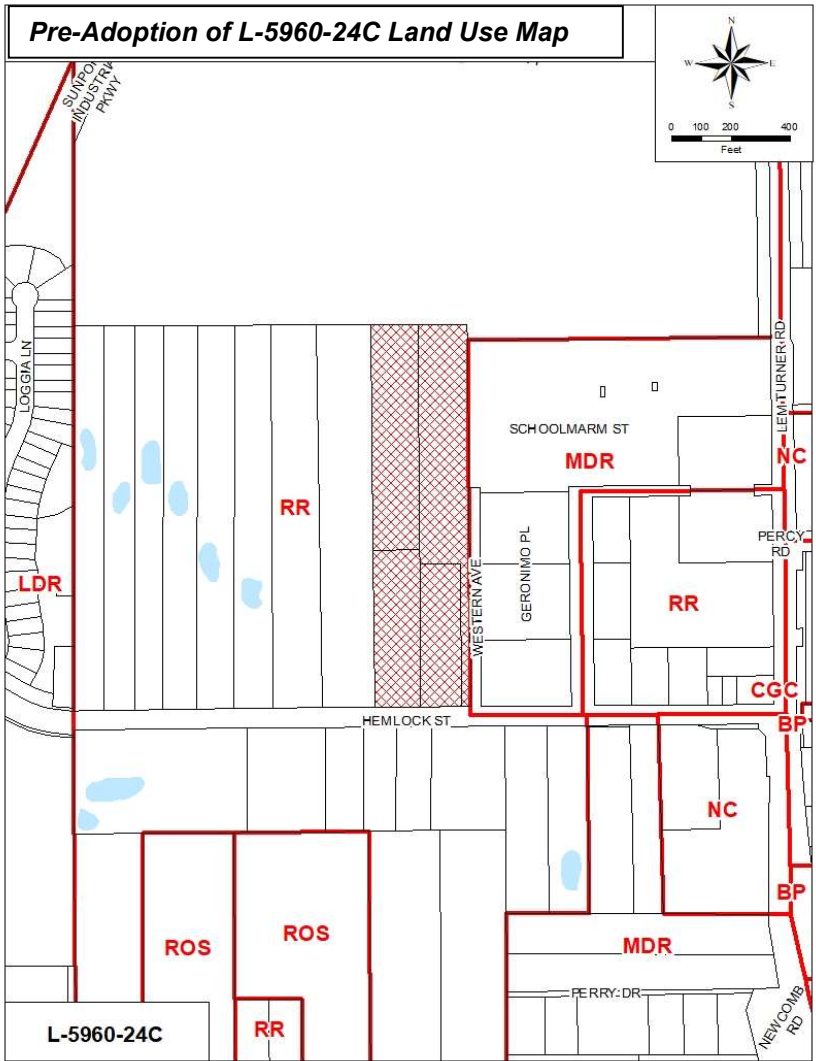 Pre-Adoption of L-5960-24C Land Use Map
N
W
E
S
0 100 200 400
Feet
SUNPOR
INDUSTRIA
PKWY
LOGGIA LN
LEM TURNER RD
SCHOOLMARM ST
MDR
NC
RR
PERCY
RD
WESTERN AVE
GERONIMO PL
LDR
RR
CGC
HEMLOCK ST
BP
NC
BP
ROS
ROS
MDR
PERRY DR
NEWCOMB
RD
RR
L-5960-24C